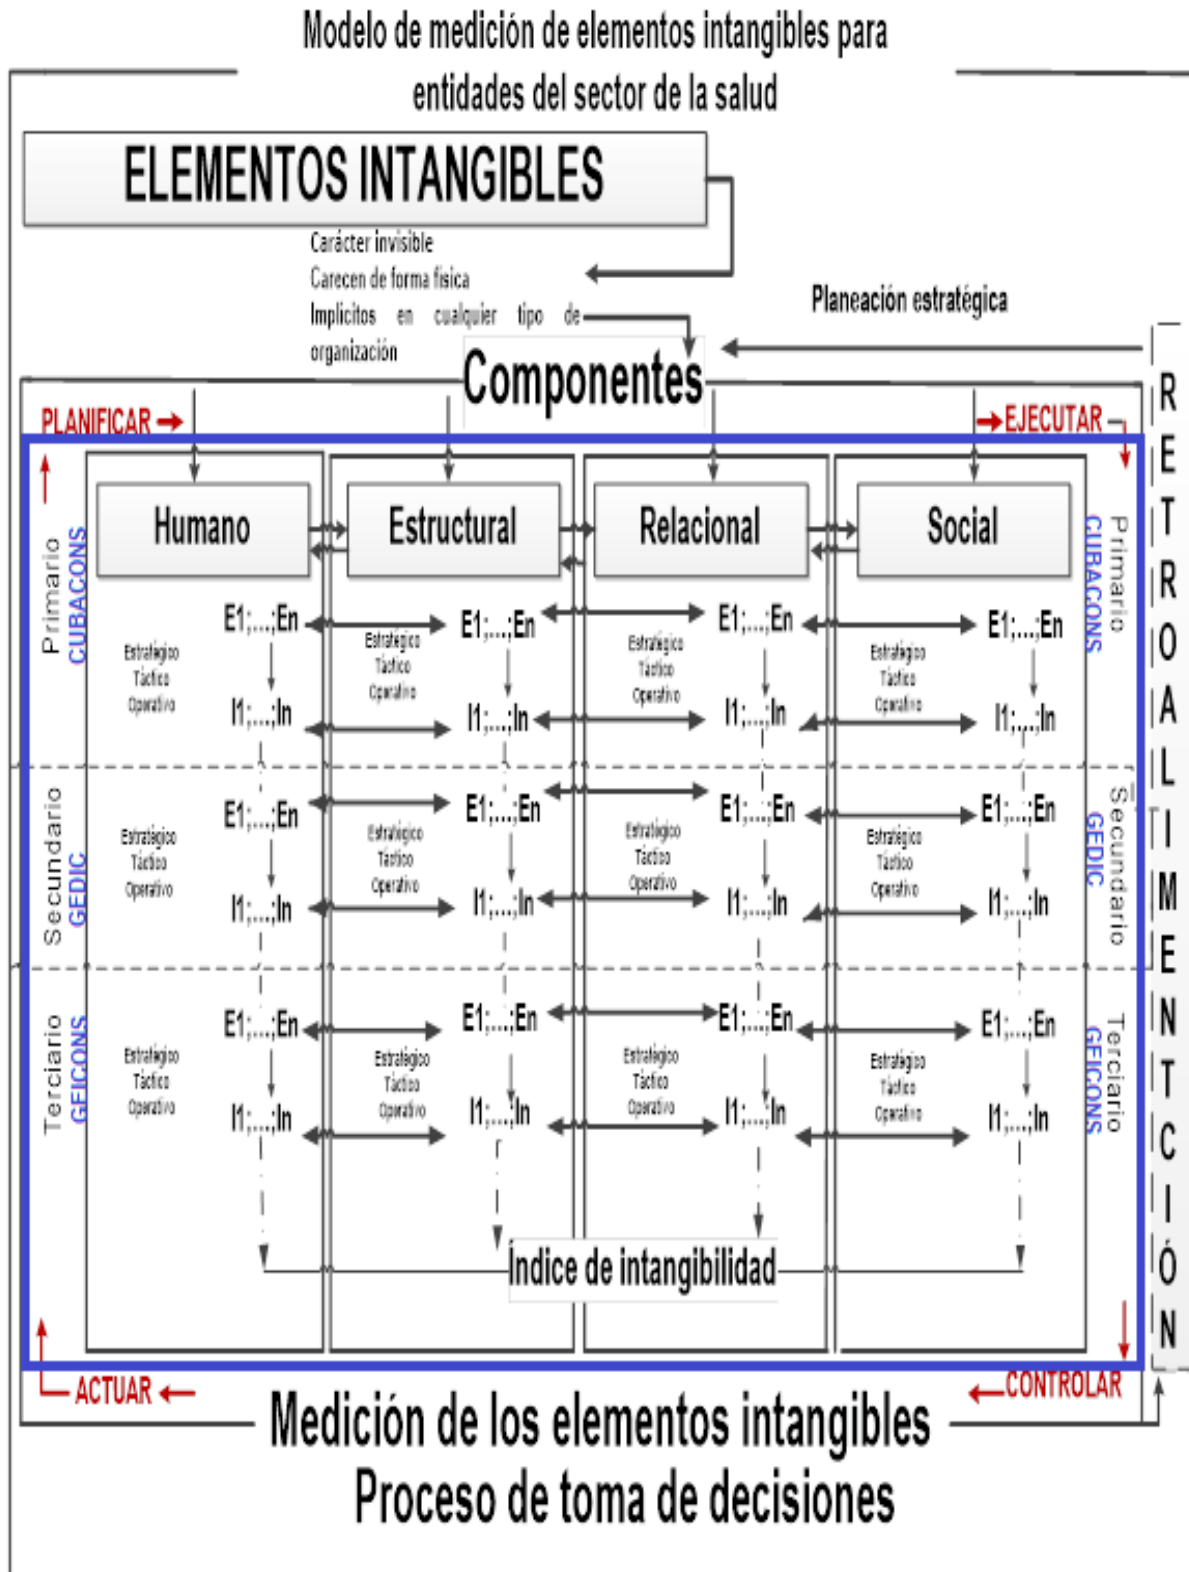 Modelo de medición de elementos intangibles para
entidades del sector de la salud
ELEMENTOS INTANGIBLES
Carácter invisible
Carecen de forma física
Implícitos en cualquier tipo de
organización
Planeación estratégica
Componentes
PLANIFICAR
EJECUTAR
Humano
Estructural
Relacional
Social
Primario
CUBACONS
E1;...;En
E1;...;En
E1;...;En
E1;...;En
Estratégico
Táctico
Operativo
Estratégico
Táctico
Operativo
Estratégico
Táctico
Operativo
Estratégico
Táctico
Operativo
I1;...;In
I1;...;In
I1;...;In
I1;...;In
Primario
CUBACONS
Secundario
GEDIC
E1;...;En
E1;...;En
E1;...;En
E1;...;En
Estratégico
Táctico
Operativo
Estratégico
Táctico
Operativo
Estratégico
Táctico
Operativo
Estratégico
Táctico
Operativo
I1;...;In
I1;...;In
I1;...;In
I1;...;In
Secundario
GEDIC
Terciario
GEICONS
E1;...;En
E1;...;En
E1;...;En
E1;...;En
Estratégico
Táctico
Operativo
Estratégico
Táctico
Operativo
Estratégico
Táctico
Operativo
Estratégico
Táctico
Operativo
I1;...;In
I1;...;In
I1;...;In
I1;...;In
Terciario
GEICONS
Índice de intangibilidad
RETROALIMENTCIÓN
ACTUAR
CONTROLAR
Medición de los elementos intangibles
Proceso de toma de decisiones